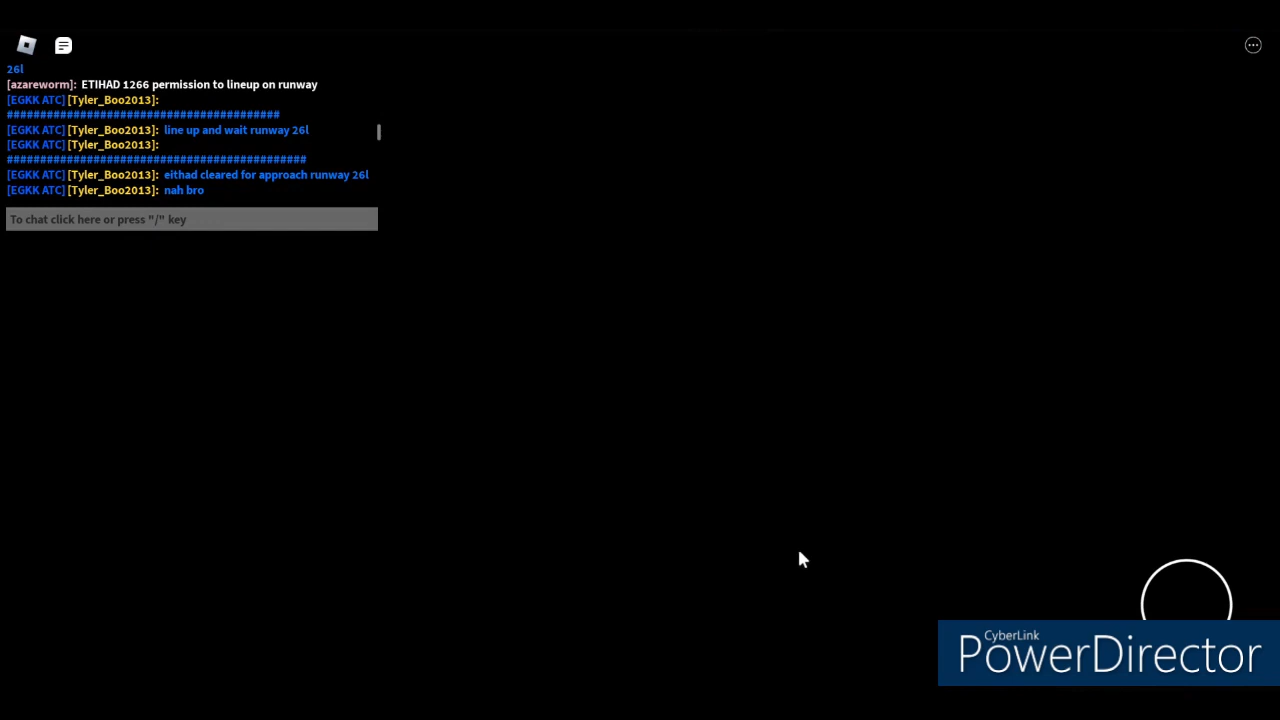 26l
[azareworm]: ETIHAD 1266 permission to lineup on runway
[EGKK ATC] [Tyler_Boo2013]:
#########################################
[EGKK ATC] [Tyler_Boo2013]: line up and wait runway 26l
[EGKK ATC] [Tyler_Boo2013]:
#############################################
[EGKK ATC] [Tyler_Boo2013]: eithad cleared for approach runway 26l
[EGKK ATC] [Tyler_Boo2013]: nah bro
To chat click here or press "/" key
CyberLink
PowerDirector